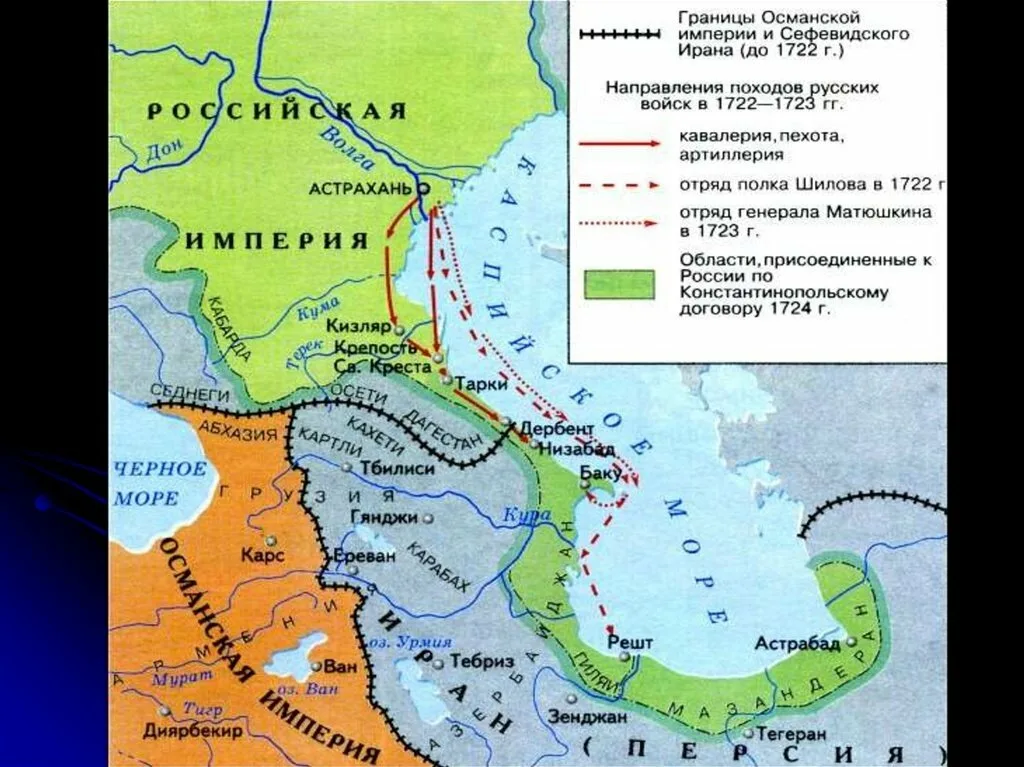 Границы Османской
империи и Сефевидского
Ирана (до 1722 г.)
Направления походов русских
войск в 1722—1723 гг.
кавалерия, пехота,
артиллерия
отряд полка Шилова в 1722 г
отряд генерала Матюшкина
в 1723 г.
Области, присоединенные к
России по
Константинопольскому
договору 1724 г.
РОССИЙСКАЯ
ИМПЕРИЯ
Дон
Волга
АСТРАХАНЬ
КАСПИЙСКОЕ
МОРЕ
КАБАРДА
Кума
Кизляр
Терек
Крепость
Св. Креста
Тарки
СЕДНЕГИ
ОСЕТИ
ДАГЕСТАН
АБХАЗИЯ
КАХЕТИ
КАРТЛИ
Дербент
Низабад
Баку
ЧЕРНОЕ
МОРЕ
Тбилиси
ГРУЗИЯ
Гянджи
Кура
Карс
Ереван
КАРАБАХ
ОСМАНСКАЯ ИМПЕРИЯ
АРМЕНИ
ИРАН
оз. Урмия
Тебриз
АЗЕРБАЙДЖАН
Решт
Астрабад
Ван
оз. Ван
Мурат
Тигр
Диярбекир
ГИЛЯН
МАЗАНДЕРАН
Зенджан
Тегеран
(ПЕРСИЯ)